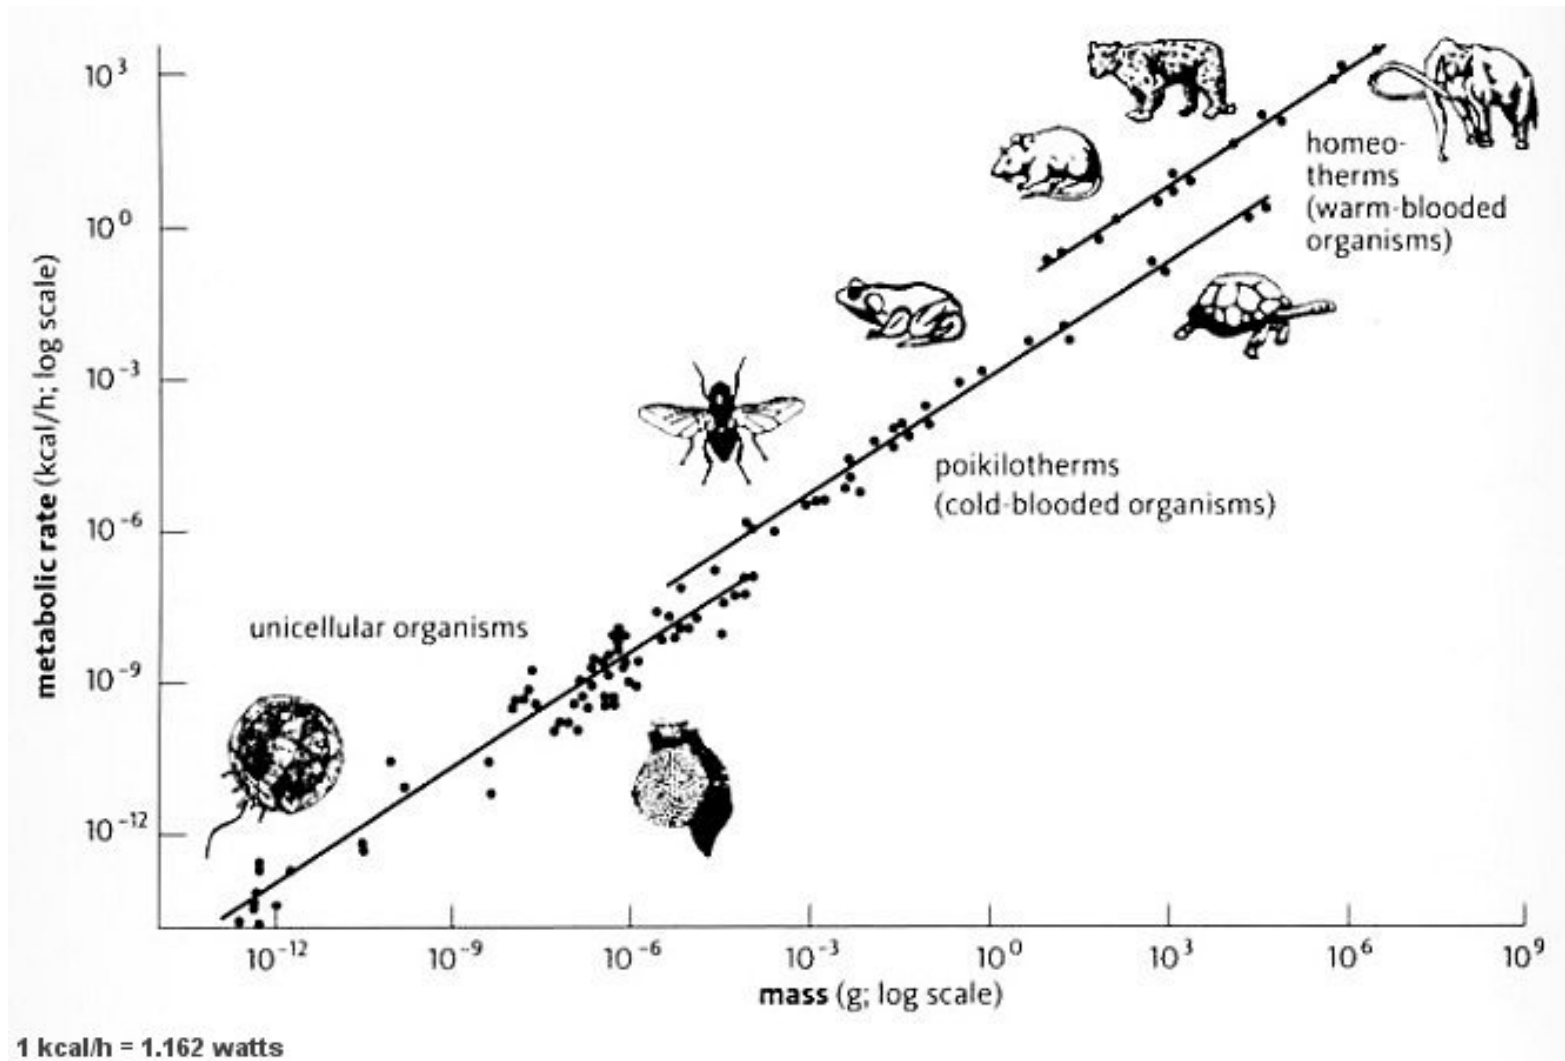 metabolic rate (kcal/h; log scale)
10³
10⁰
10⁻³
10⁻⁶
10⁻⁹
10⁻¹²
homeo-
therms
(warm-blooded
organisms)
poikilotherms
(cold-blooded organisms)
unicellular organisms
10⁻¹² 10⁻⁹ 10⁻⁶ 10⁻³ 10⁰ 10³ 10⁶ 10⁹
mass (g; log scale)
1 kcal/h = 1.162 watts